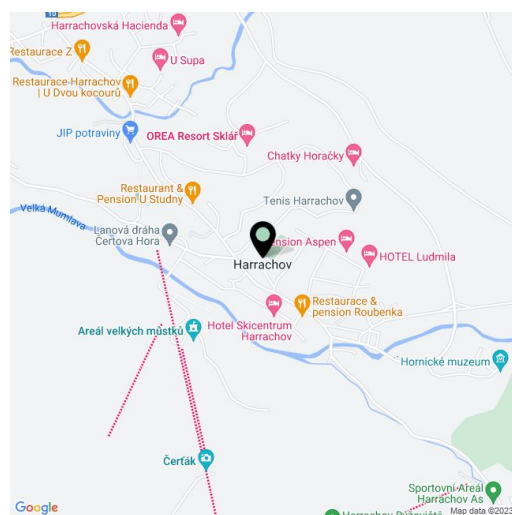 10
Harrachovská Hacienda
Restaurace Z
U Supa
Restaurace Harrachov
| U Dvou kocourů
JIP potraviny
OREA Resort Sklář
Chatky Horačky
Restaurant &
Pension U Studny
Tenis Harrachov
Velká Mumlava
Lanová dráha
Čertova Hora
Pension Aspen
HOTEL Ludmila
Harrachov
Restaurace &
pension Roubenka
Hotel Skicentrum
Harrachov
Areál velkých můstků
Hornické muzeum
Čerťák
Sportovní Areál
Harrachov As
Google
Map data ©2023